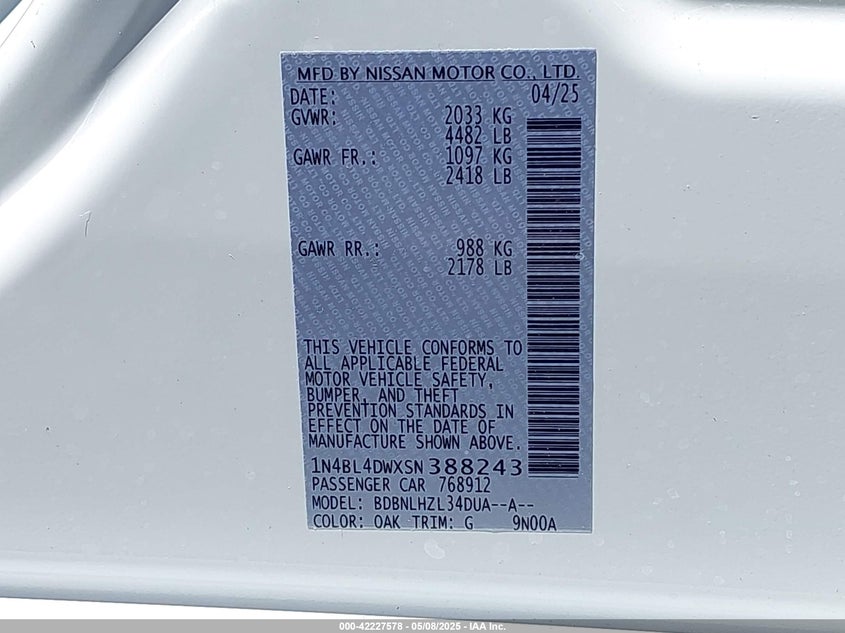 MFD BY NISSAN MOTOR CO., LTD.
DATE: 04/25
GVWR: 2033 KG
4482 LB
GAWR FR.: 1097 KG
2418 LB
GAWR RR.: 988 KG
2178 LB
THIS VEHICLE CONFORMS TO
ALL APPLICABLE FEDERAL
MOTOR VEHICLE SAFETY,
BUMPER, AND THEFT
PREVENTION STANDARDS IN
EFFECT ON THE DATE OF
MANUFACTURE SHOWN ABOVE.
1N4BL4DWXSN388243
PASSENGER CAR 768912
MODEL: BDBNLHZL34DUA--A--
COLOR: OAK TRIM: G 9N00A
000-42227578 - 05/08/2025 - IAA Inc.